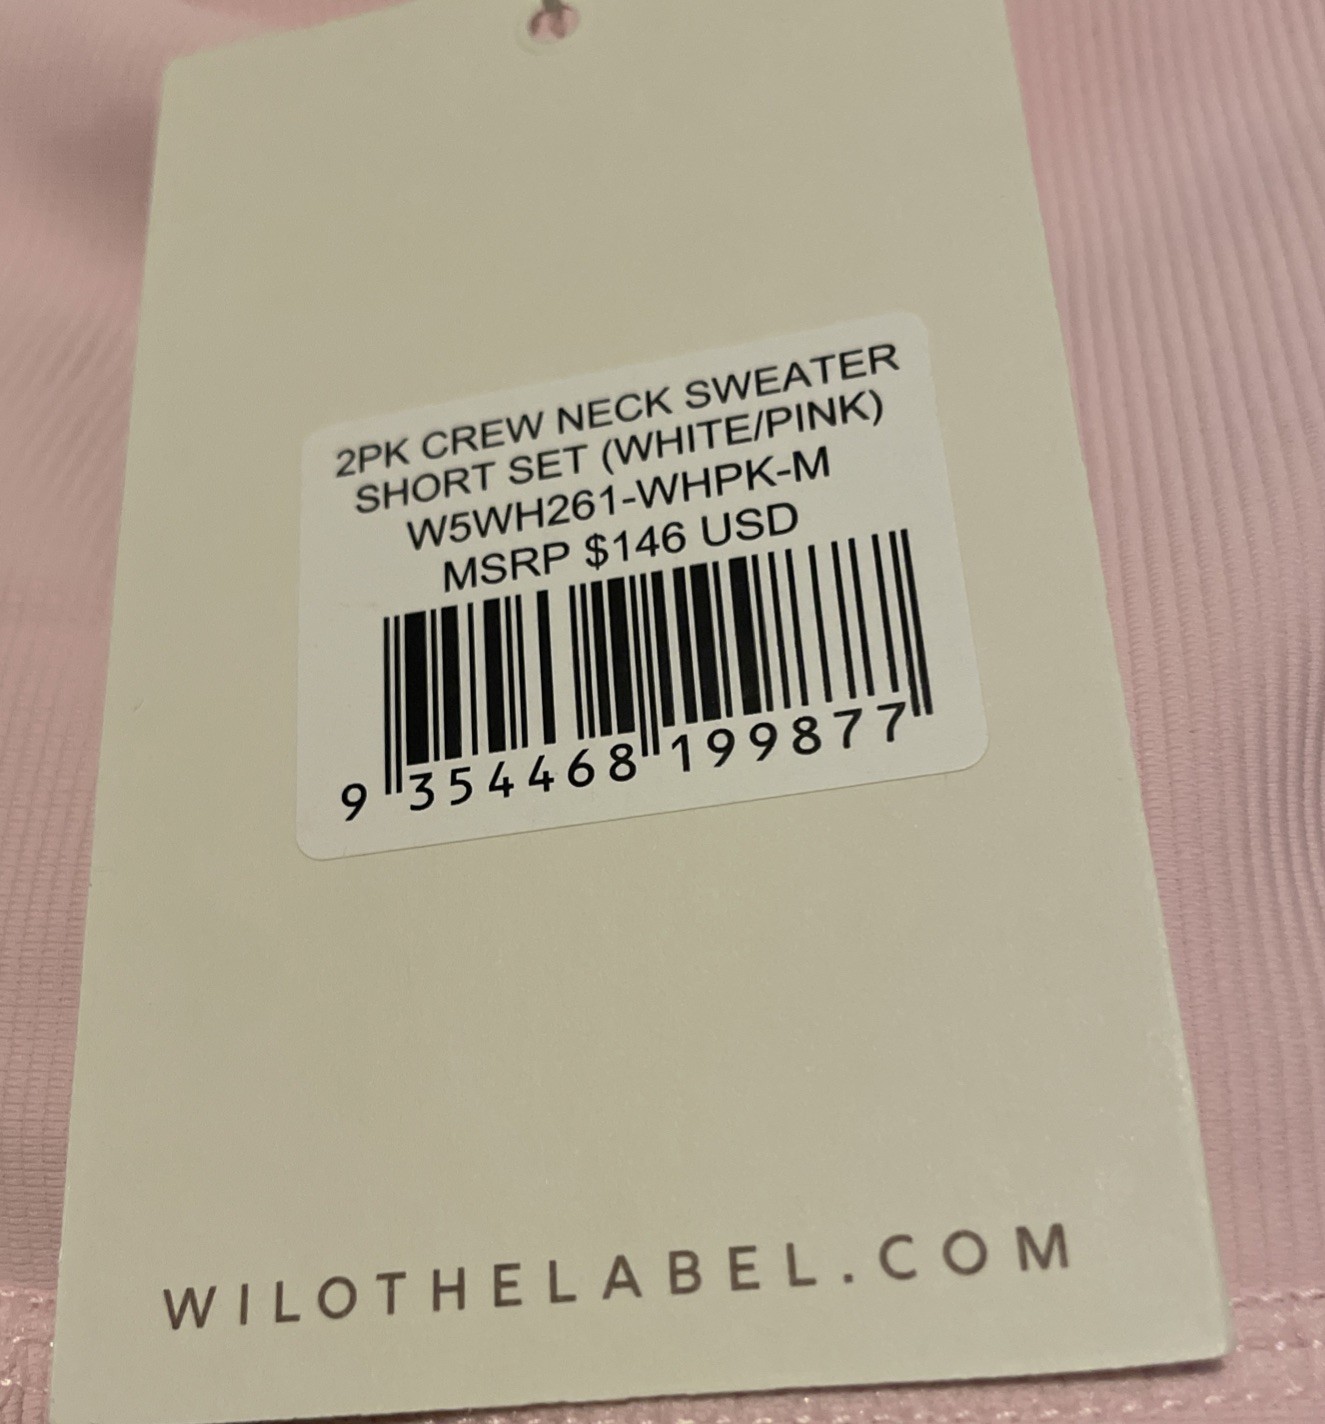 2PK CREW NECK SWEATER
SHORT SET (WHITE/PINK)
W5WH261-WHPK-M
MSRP $146 USD
9 354468 199877
WILOTHELABEL.COM